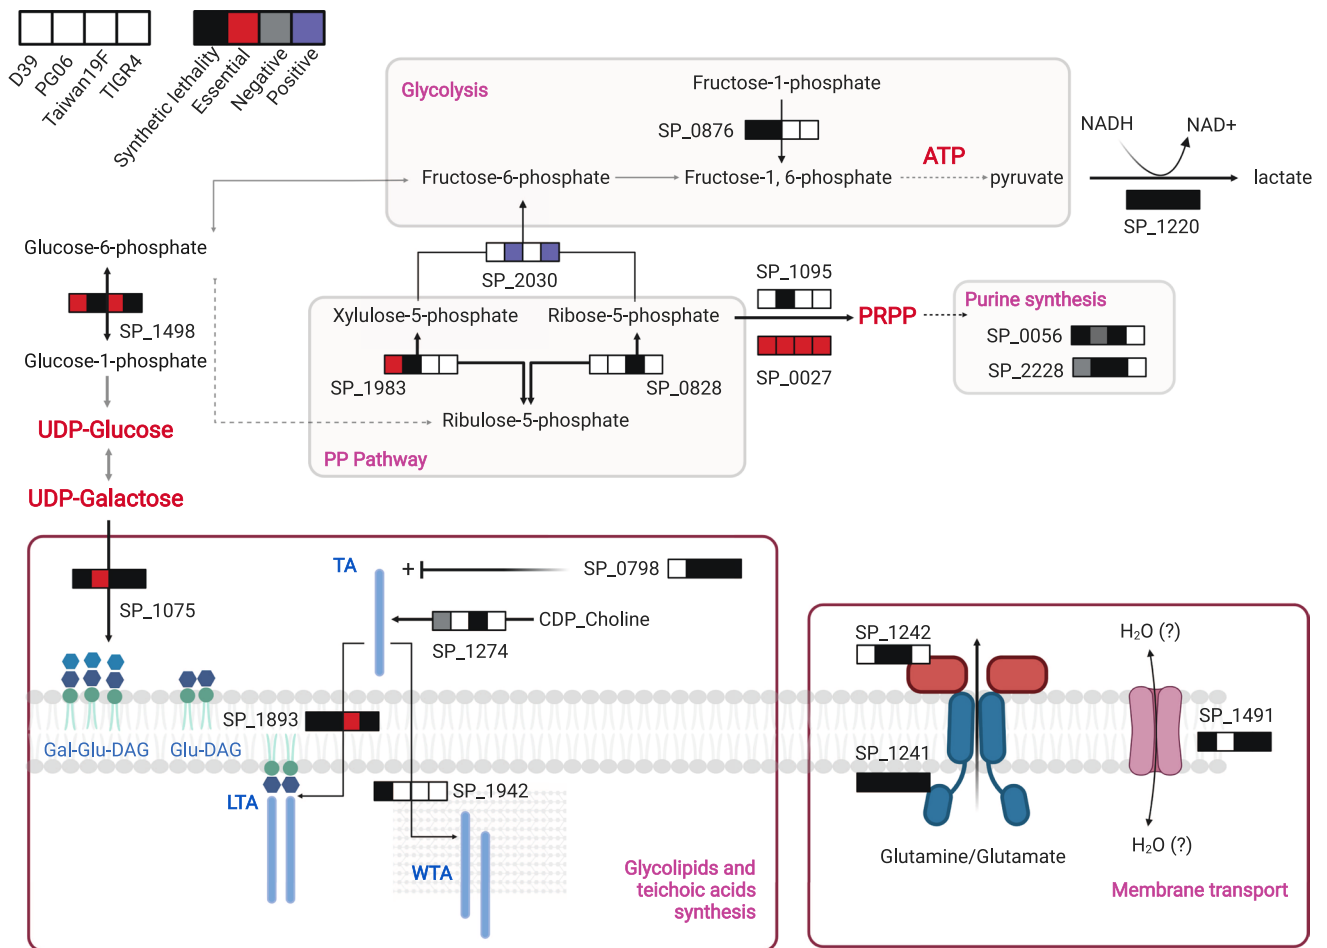 D39
PG06
Taiwan19F
TIGR4
Synthetic lethality
Essential
Negative
Positive
Glycolysis
Fructose-1-phosphate
SP_0876
ATP
NADH
NAD+
Fructose-6-phosphate
Fructose-1, 6-phosphate
pyruvate
lactate
SP_1220
Glucose-6-phosphate
SP_2030
SP_1095
SP_1498
Xylulose-5-phosphate
Ribose-5-phosphate
PRPP
Purine synthesis
SP_0056
SP_2228
Glucose-1-phosphate
SP_1983
SP_0828
SP_0027
UDP-Glucose
Ribulose-5-phosphate
PP Pathway
UDP-Galactose
TA
+
SP_0798
SP_1075
CDP_Choline
SP_1274
SP_1242
H₂O (?)
SP_1893
SP_1491
Gal-Glu-DAG
Glu-DAG
SP_1241
LTA
SP_1942
WTA
Glutamine/Glutamate
H₂O (?)
Glycolipids and
teichoic acids
synthesis
Membrane transport